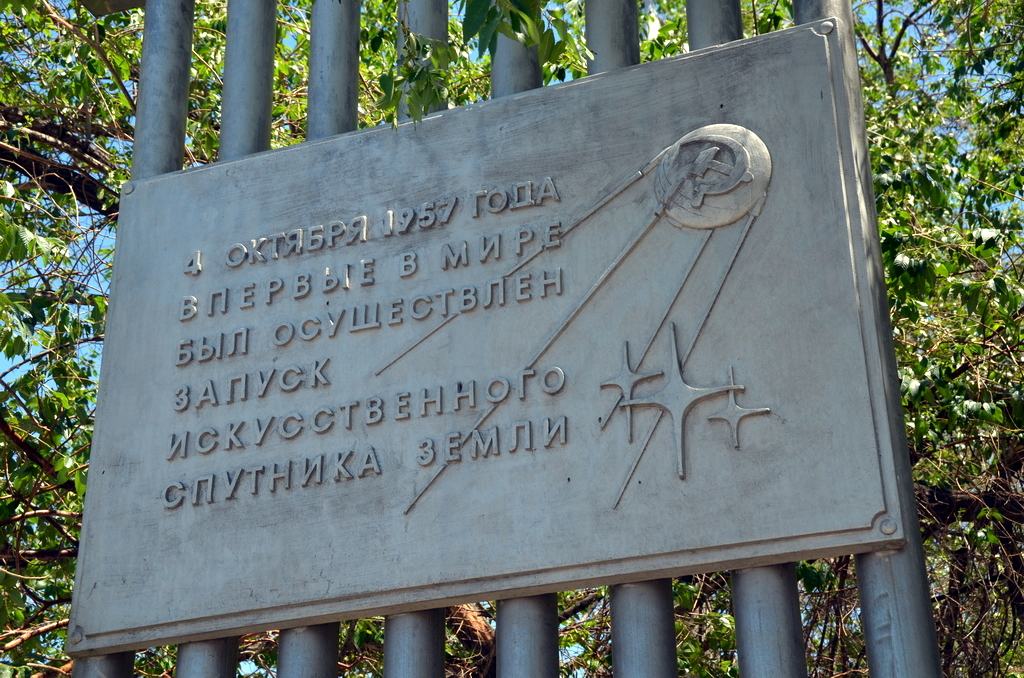 4 ОКТЯБРЯ 1957 ГОДА
ВПЕРВЫЕ В МИРЕ
БЫЛ ОСУЩЕСТВЛЕН
ЗАПУСК
ИСКУССТВЕННОГО
СПУТНИКА ЗЕМЛИ